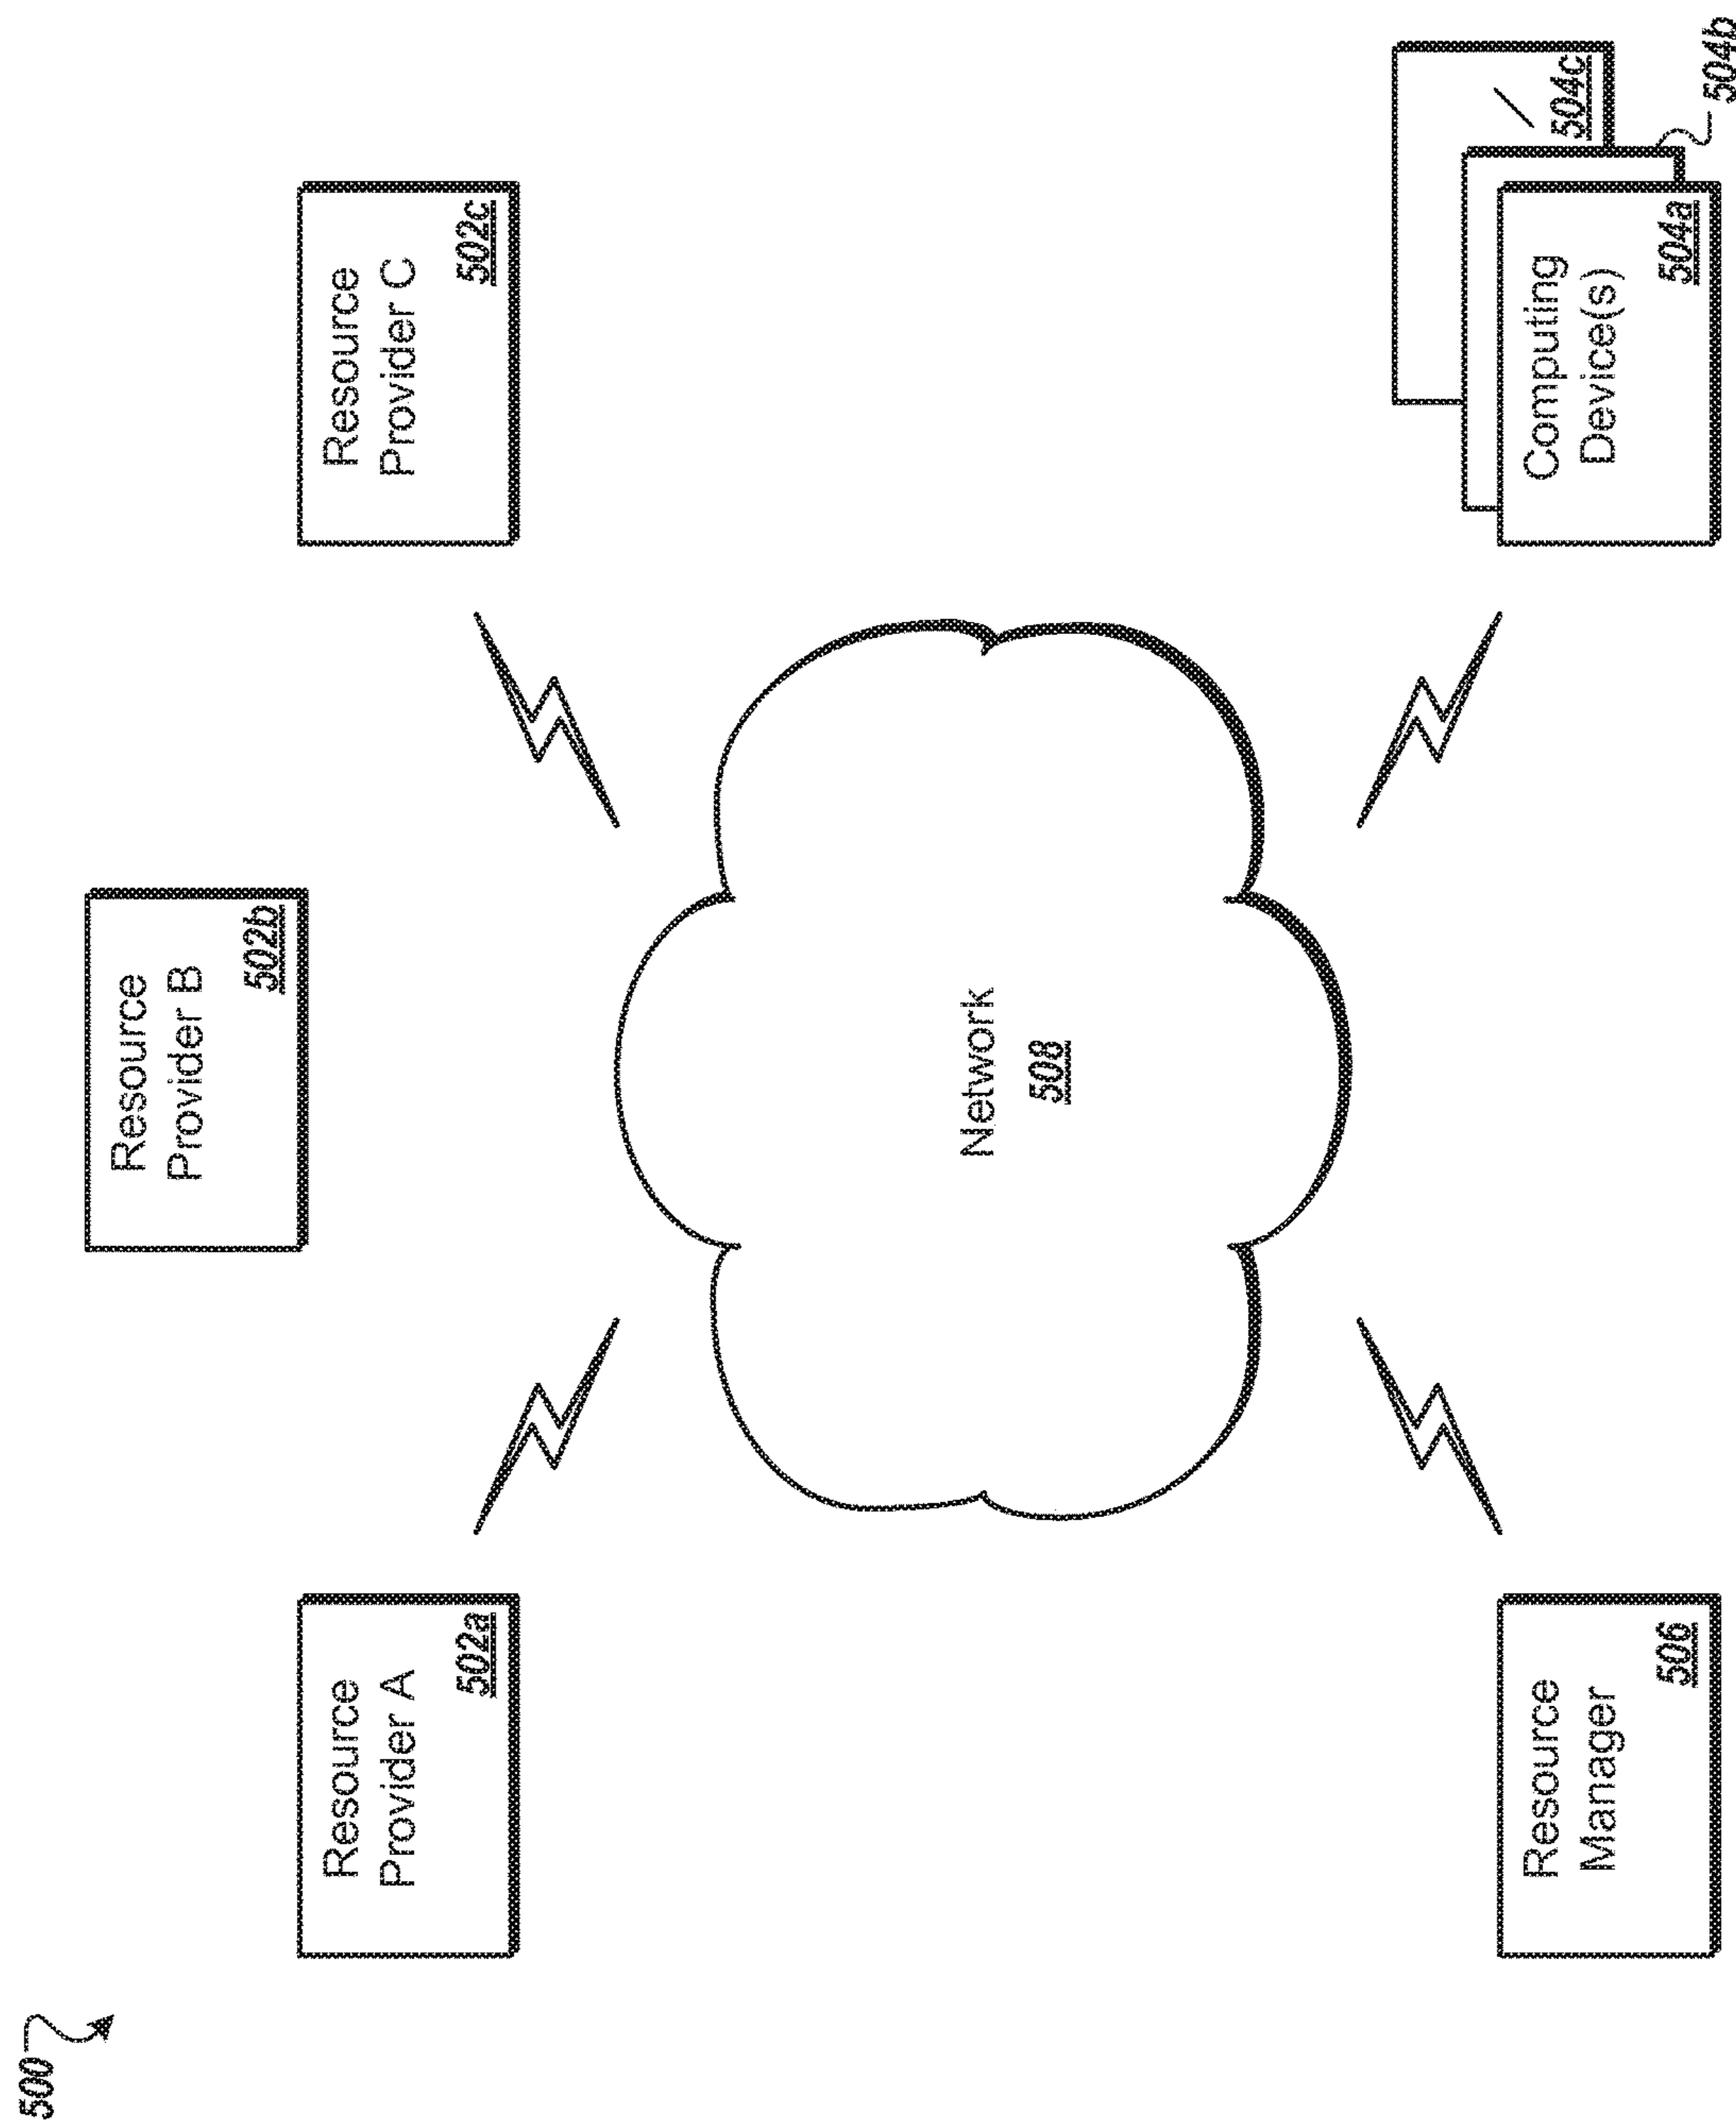 500
Resource
Provider B
502b
Resource
Provider A
502a
Resource
Provider C
502c
Network
508
Resource
Manager
506
Computing
Device(s)
504a
504b
504c